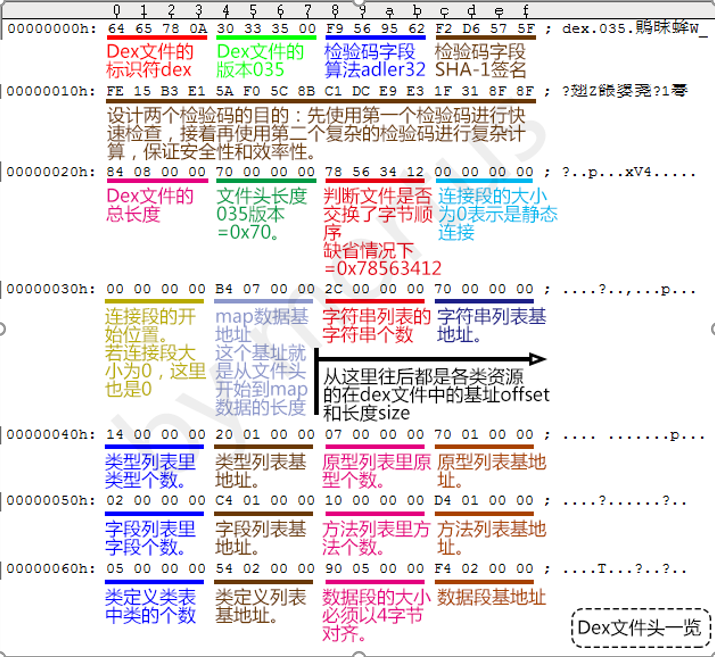 0 1 2 3 4 5 6 7 8 9 a b c d e f
00000000h: 64 65 78 0A 30 33 35 00 F9 56 95 62 F2 D6 57 5F ; dex.035.鵙昧蛑W_
Dex文件的 Dex文件的 检验码字段 检验码字段
标识符dex 版本035 算法adler32 SHA-1签名
00000010h: FE 15 B3 E1 5A F0 5C 8B C1 DC E9 E3 1F 31 8F 8F ;
设计两个检验码的目的：先使用第一个检验码进行快
速检查，接着再使用第二个复杂的检验码进行复杂计
算，保证安全性和效率性。
00000020h: 84 08 00 00 70 00 00 00 78 56 34 12 00 00 00 00 ; ?..p...xV4.....
Dex文件的 文件头长度 判断文件是否 连接段的大小
总长度 035版本 交换了字节顺 为0表示是静态
=0x70。 序 连接
缺省情况下
=0x78563412
00000030h: 00 00 00 00 B4 07 00 00 2C 00 00 00 70 00 00 00 ; ....?..,...p...
连接段的开 map数据基 字符串列表的 字符串列表基
始位置。 地址 字符串个数 地址。
若连接段大 这个基址就
小为0，这里 是从文件头 从这里往后都是各类资源
也是0 开始到map 的在dex文件中的基址offset
数据的长度 和长度size
00000040h: 14 00 00 00 20 01 00 00 07 00 00 00 70 01 00 00 ; .... .......p...
类型列表里 类型列表基 原型列表里原 原型列表基地
类型个数。 地址。 型个数。 址。
00000050h: 02 00 00 00 C4 01 00 00 10 00 00 00 D4 01 00 00 ; ....?......?..
字段列表里 字段列表基 方法列表里方 方法列表基地
字段个数。 地址。 法个数。 址。
00000060h: 05 00 00 00 54 02 00 00 90 05 00 00 F4 02 00 00 ; ....T...?..?..
类定义类表 类定义列表 数据段的大小 数据段基地址
中类的个数 基地址。 必须以4字节
对齐。
Dex文件头一览